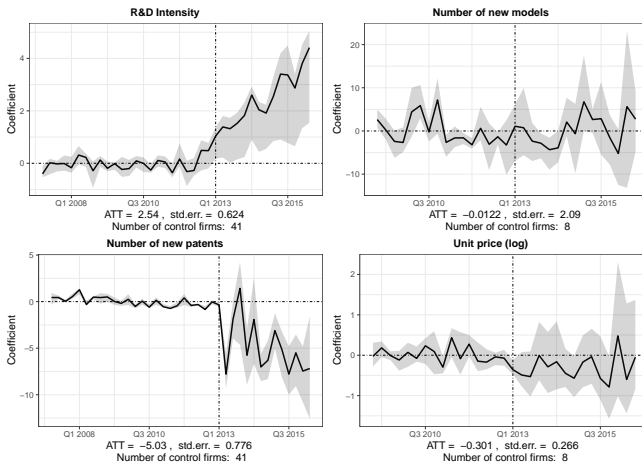 R&D Intensity
Coefficient
4
2
0
Q1 2008
Q3 2010
Q1 2013
Q3 2015
ATT = 2.54 , std.err. = 0.624
Number of control firms: 41
Number of new models
Coefficient
20
10
0
−10
Q3 2010
Q1 2013
Q3 2015
ATT = −0.0122 , std.err. = 2.09
Number of control firms: 8
Number of new patents
Coefficient
5
0
−5
−10
Q1 2008
Q3 2010
Q1 2013
Q3 2015
ATT = −5.03 , std.err. = 0.776
Number of control firms: 41
Unit price (log)
Coefficient
2
1
0
−1
Q3 2010
Q1 2013
Q3 2015
ATT = −0.301 , std.err. = 0.266
Number of control firms: 8